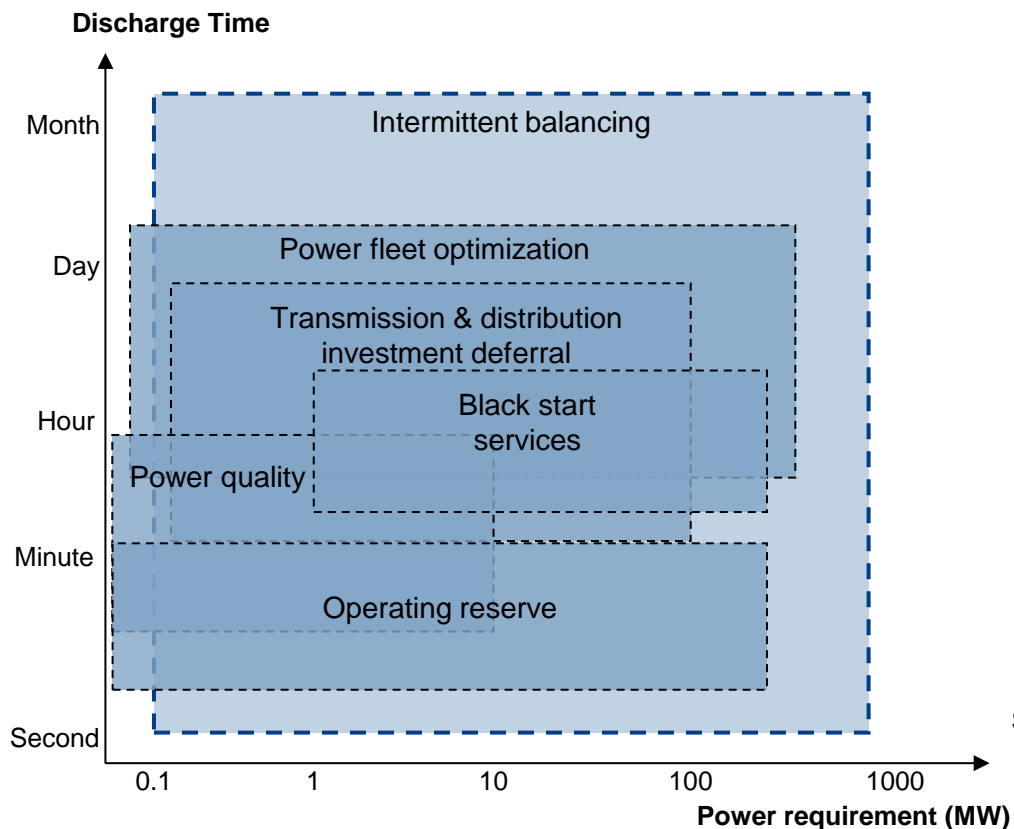 Discharge Time
Month
Intermittent balancing
Day
Power fleet optimization
Transmission & distribution
investment deferral
Hour
Black start
services
Power quality
Minute
Operating reserve
Second
0.1
1
10
100
1000
Power requirement (MW)